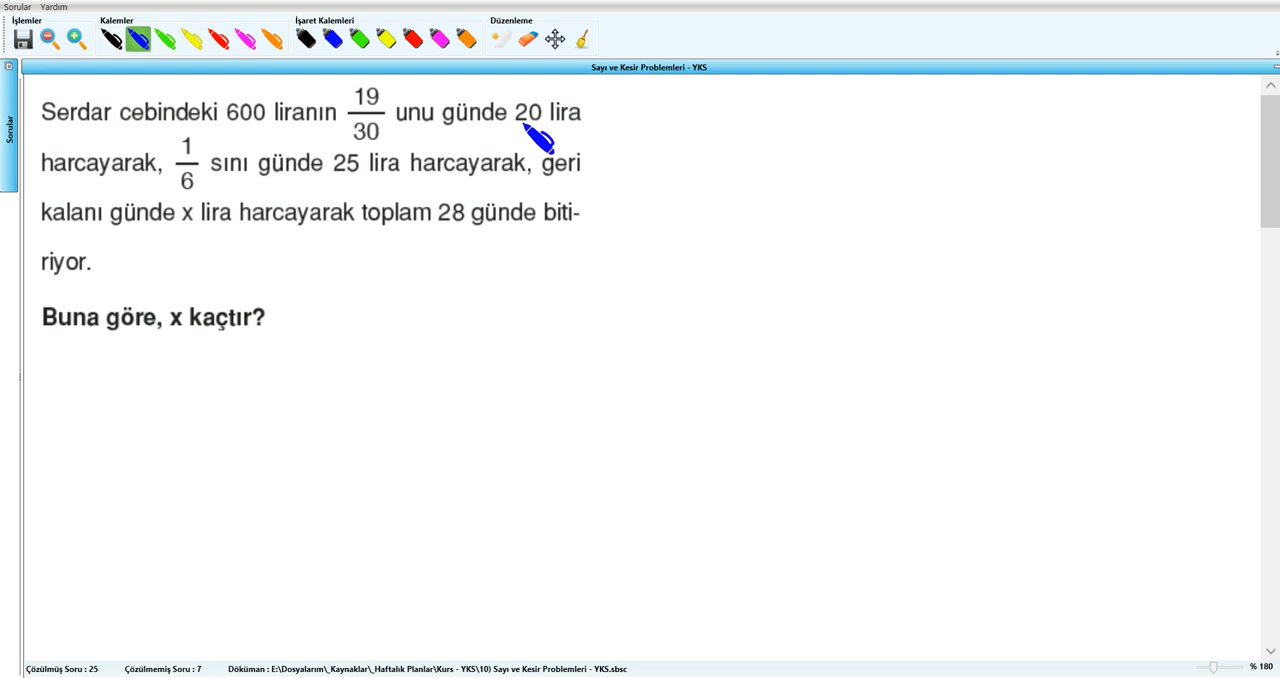 Sorular Yardım
İşlemler Kalemler İşaret Kalemleri Düzenleme
Sayı ve Kesir Problemleri - YKS
Sorular
Serdar cebindeki 600 liranın 19/30 unu günde 20 lira
harcayarak, 1/6 sını günde 25 lira harcayarak, geri
kalanı günde x lira harcayarak toplam 28 günde biti-
riyor.
Buna göre, x kaçtır?
Çözülmüş Soru : 25 Çözülmemiş Soru : 7 Döküman : E:\Dosyalarım\_Kaynaklar\_Haftalık Planlar\Kurs - YKS\10) Sayı ve Kesir Problemleri - YKS.sbsc % 180